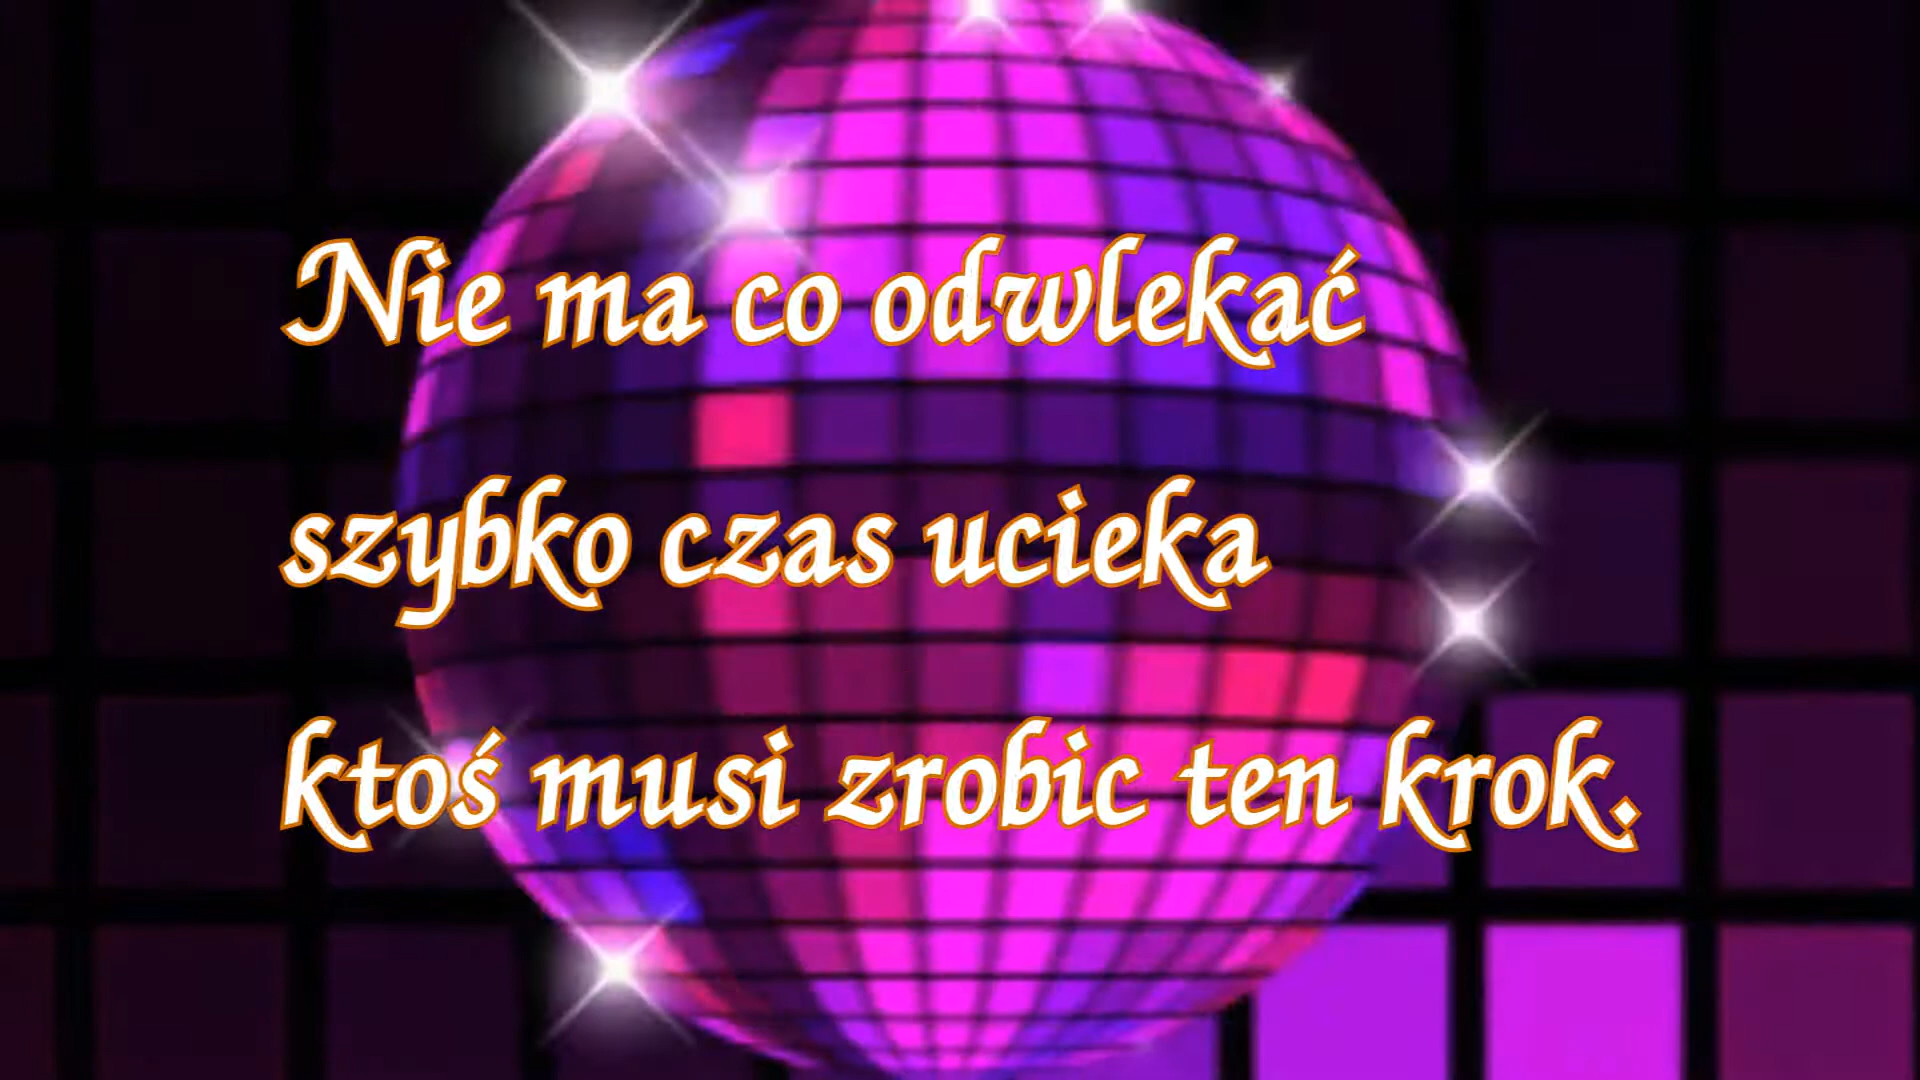 Nie ma co odwlekać
szybko czas ucieka
ktoś musi zrobic ten krok.